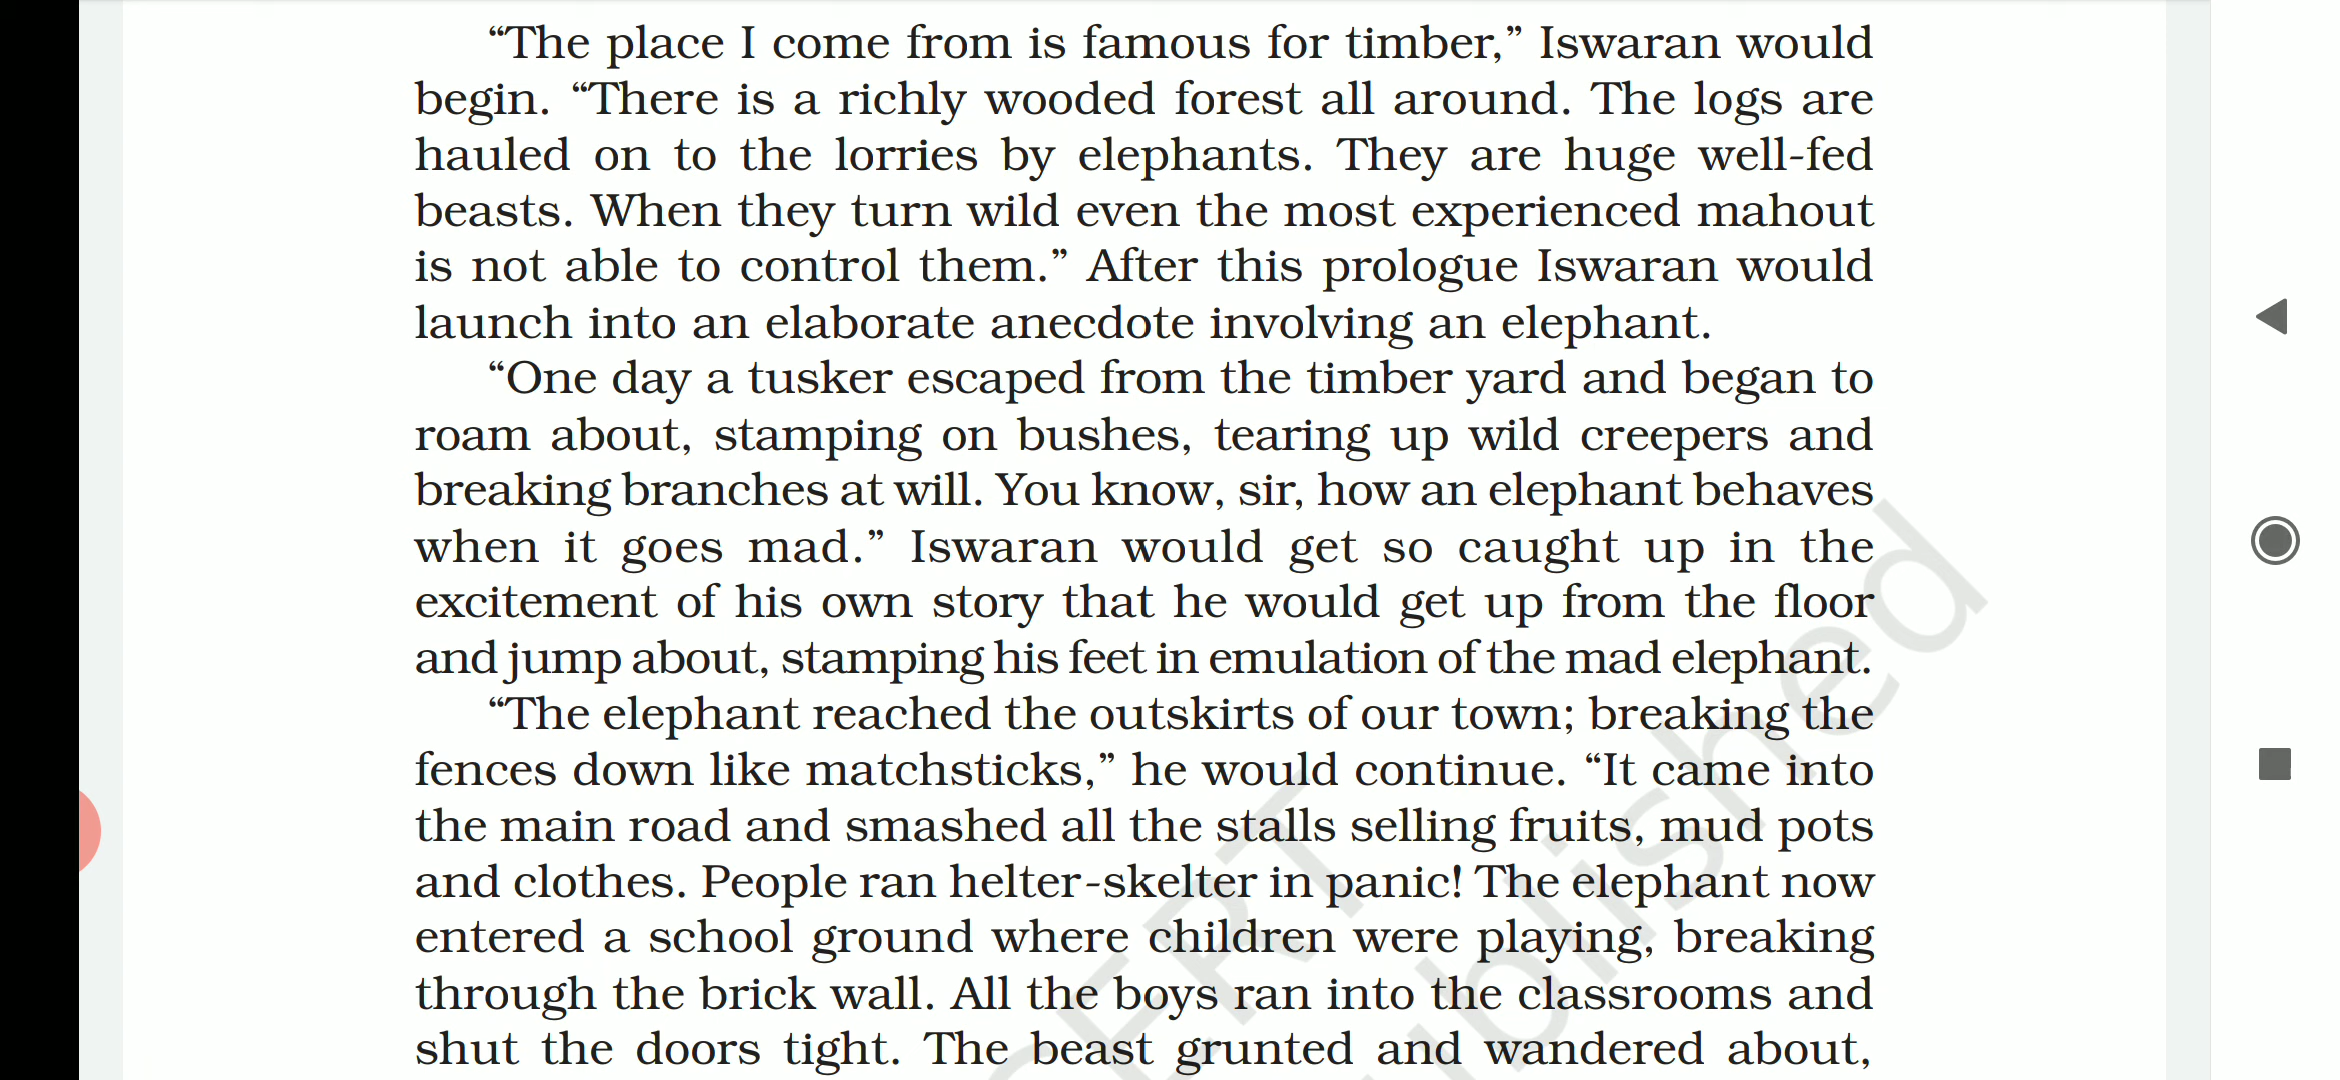 “The place I come from is famous for timber,” Iswaran would
begin. “There is a richly wooded forest all around. The logs are
hauled on to the lorries by elephants. They are huge well-fed
beasts. When they turn wild even the most experienced mahout
is not able to control them.” After this prologue Iswaran would
launch into an elaborate anecdote involving an elephant.
“One day a tusker escaped from the timber yard and began to
roam about, stamping on bushes, tearing up wild creepers and
breaking branches at will. You know, sir, how an elephant behaves
when it goes mad.” Iswaran would get so caught up in the
excitement of his own story that he would get up from the floor
and jump about, stamping his feet in emulation of the mad elephant.
“The elephant reached the outskirts of our town; breaking the
fences down like matchsticks,” he would continue. “It came into
the main road and smashed all the stalls selling fruits, mud pots
and clothes. People ran helter-skelter in panic! The elephant now
entered a school ground where children were playing, breaking
through the brick wall. All the boys ran into the classrooms and
shut the doors tight. The beast grunted and wandered about,